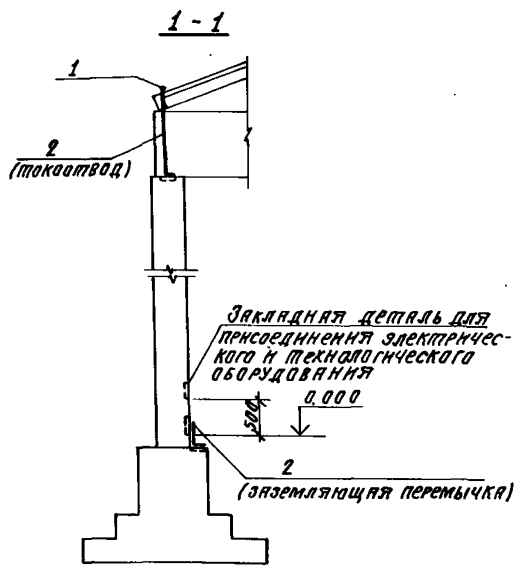 1-1
1
2
(токоотвод)
Закладная деталь для
присоединения электричес-
кого и технологического
оборудования
0,000
500
2
(заземляющая перемычка)